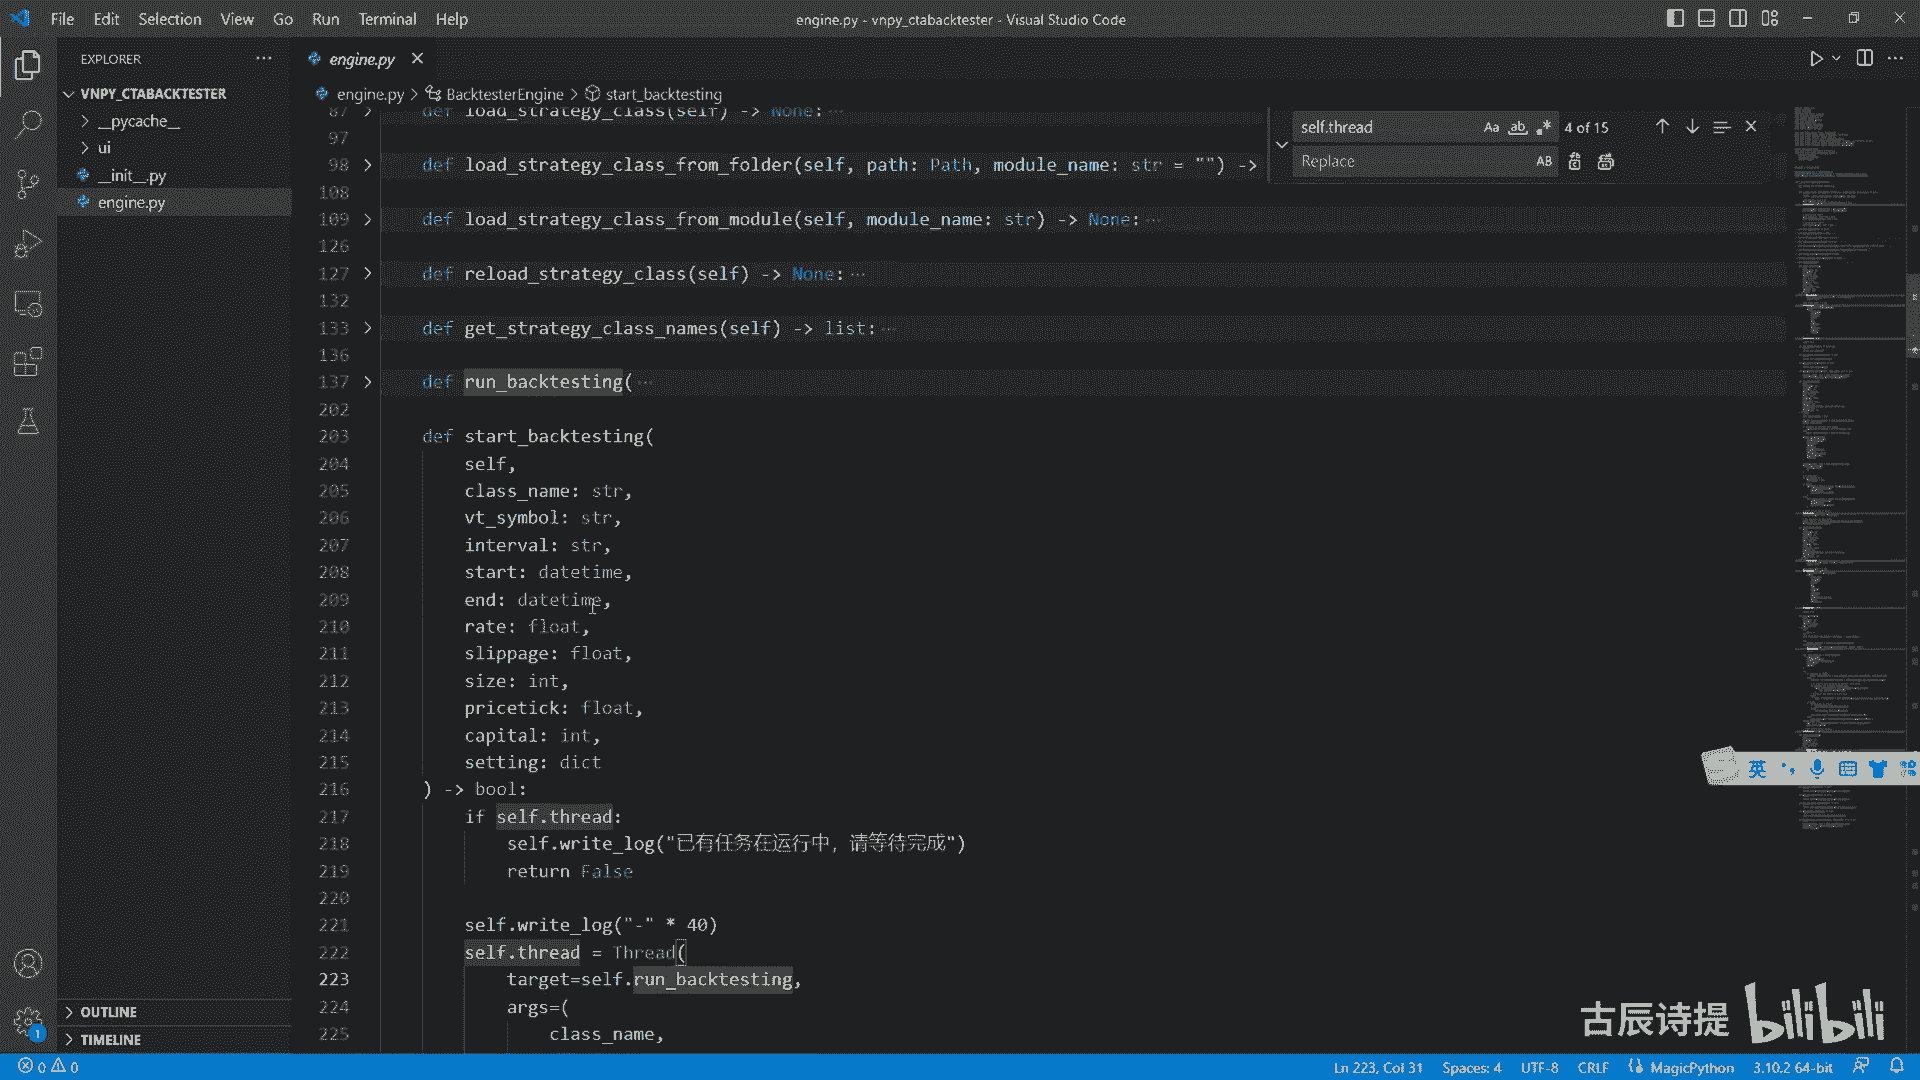 File Edit Selection View Go Run Terminal Help
engine.py - vnpy_ctabacktester - Visual Studio Code
EXPLORER
VNPY_CTABACKTESTER
__pycache__
ui
__init__.py
engine.py
OUTLINE
TIMELINE
engine.py
engine.py > BacktesterEngine > start_backtesting
self.thread
Aa ab .* 4 of 15
Replace
AB
87 def load_strategy_class(self) -> None: ...
97
98 def load_strategy_class_from_folder(self, path: Path, module_name: str = "") ->
108
109 def load_strategy_class_from_module(self, module_name: str) -> None: ...
126
127 def reload_strategy_class(self) -> None: ...
132
133 def get_strategy_class_names(self) -> list: ...
136
137 def run_backtesting( ...
202
203 def start_backtesting(
204 self,
205 class_name: str,
206 vt_symbol: str,
207 interval: str,
208 start: datetime,
209 end: datetime,
210 rate: float,
211 slippage: float,
212 size: int,
213 pricetick: float,
214 capital: int,
215 setting: dict
216 ) -> bool:
217 if self.thread:
218 self.write_log("已有任务在运行中，请等待完成")
219 return False
220
221 self.write_log("-" * 40)
222 self.thread = Thread(
223 target=self.run_backtesting,
224 args=(
225 class_name,
英
古辰诗提 bilibili
1
0 0
Ln 223, Col 31 Spaces: 4 UTF-8 CRLF MagicPython 3.10.2 64-bit